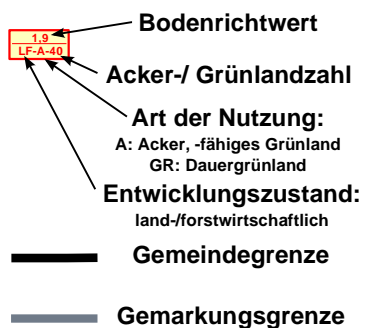 Bodenrichtwert
1,9
LF-A-40
Acker-/ Grünlandzahl
Art der Nutzung:
A: Acker, -fähiges Grünland
GR: Dauergrünland
Entwicklungszustand:
land-/forstwirtschaftlich
Gemeindegrenze
Gemarkungsgrenze